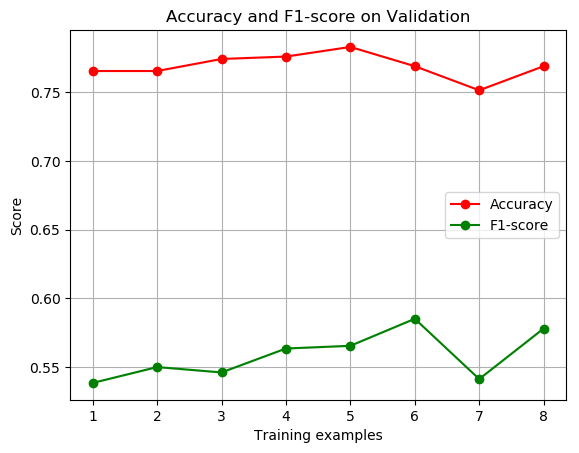 Accuracy and F1-score on Validation
0.75
0.70
0.65
0.60
0.55
Score
Accuracy
F1-score
1 2 3 4 5 6 7 8
Training examples